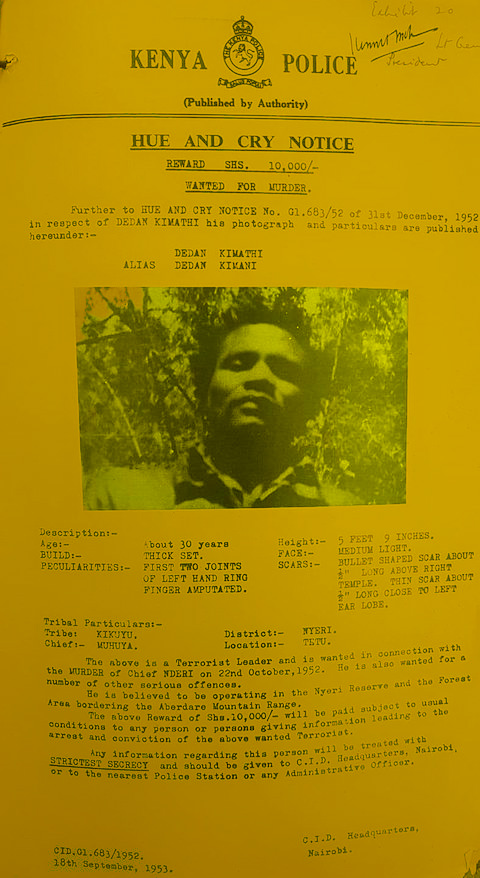 Exhibit 20
Lt Gen
President
KENYA POLICE
THE KENYA POLICE
SALUS POPULI
(Published by Authority)
HUE AND CRY NOTICE
REWARD SHS. 10,000/-
WANTED FOR MURDER.
Further to HUE AND CRY NOTICE No. G1.683/52 of 31st December, 1952
in respect of DEDAN KIMATHI his photograph and particulars are published
hereunder:-
DEDAN KIMATHI
ALIAS DEDAN KIMANI
Description:-
Age:- About 30 years
BUILD:- THICK SET.
PECULIARITIES:- FIRST TWO JOINTS
OF LEFT HAND RING
FINGER AMPUTATED.
Height:- 5 FEET 9 INCHES.
FACE:- MEDIUM LIGHT.
SCARS:- BULLET SHAPED SCAR ABOUT
½" LONG ABOVE RIGHT
TEMPLE. THIN SCAR ABOUT
½" LONG CLOSE TO LEFT
EAR LOBE.
Tribal Particulars:-
Tribe: KIKUYU. District:- NYERI.
Chief:- MUHUYA. Location:- TETU.
The above is a Terrorist Leader and is wanted in connection with
the MURDER of Chief NDERI on 22nd October,1952. He is also wanted for a
number of other serious offences.
He is believed to be operating in the Nyeri Reserve and the Forest
Area bordering the Aberdare Mountain Range.
The above Reward of Shs.10,000/- will be paid subject to usual
conditions to any person or persons giving information leading to the
arrest and conviction of the above wanted Terrorist.
Any information regarding this person will be treated with
STRICTEST SECRECY and should be given to C.I.D. Headquarters, Nairobi,
or to the nearest Police Station or any Administrative Officer.
C.I.D. Headquarters,
Nairobi.
CID.G1.683/1952.
18th September, 1953.